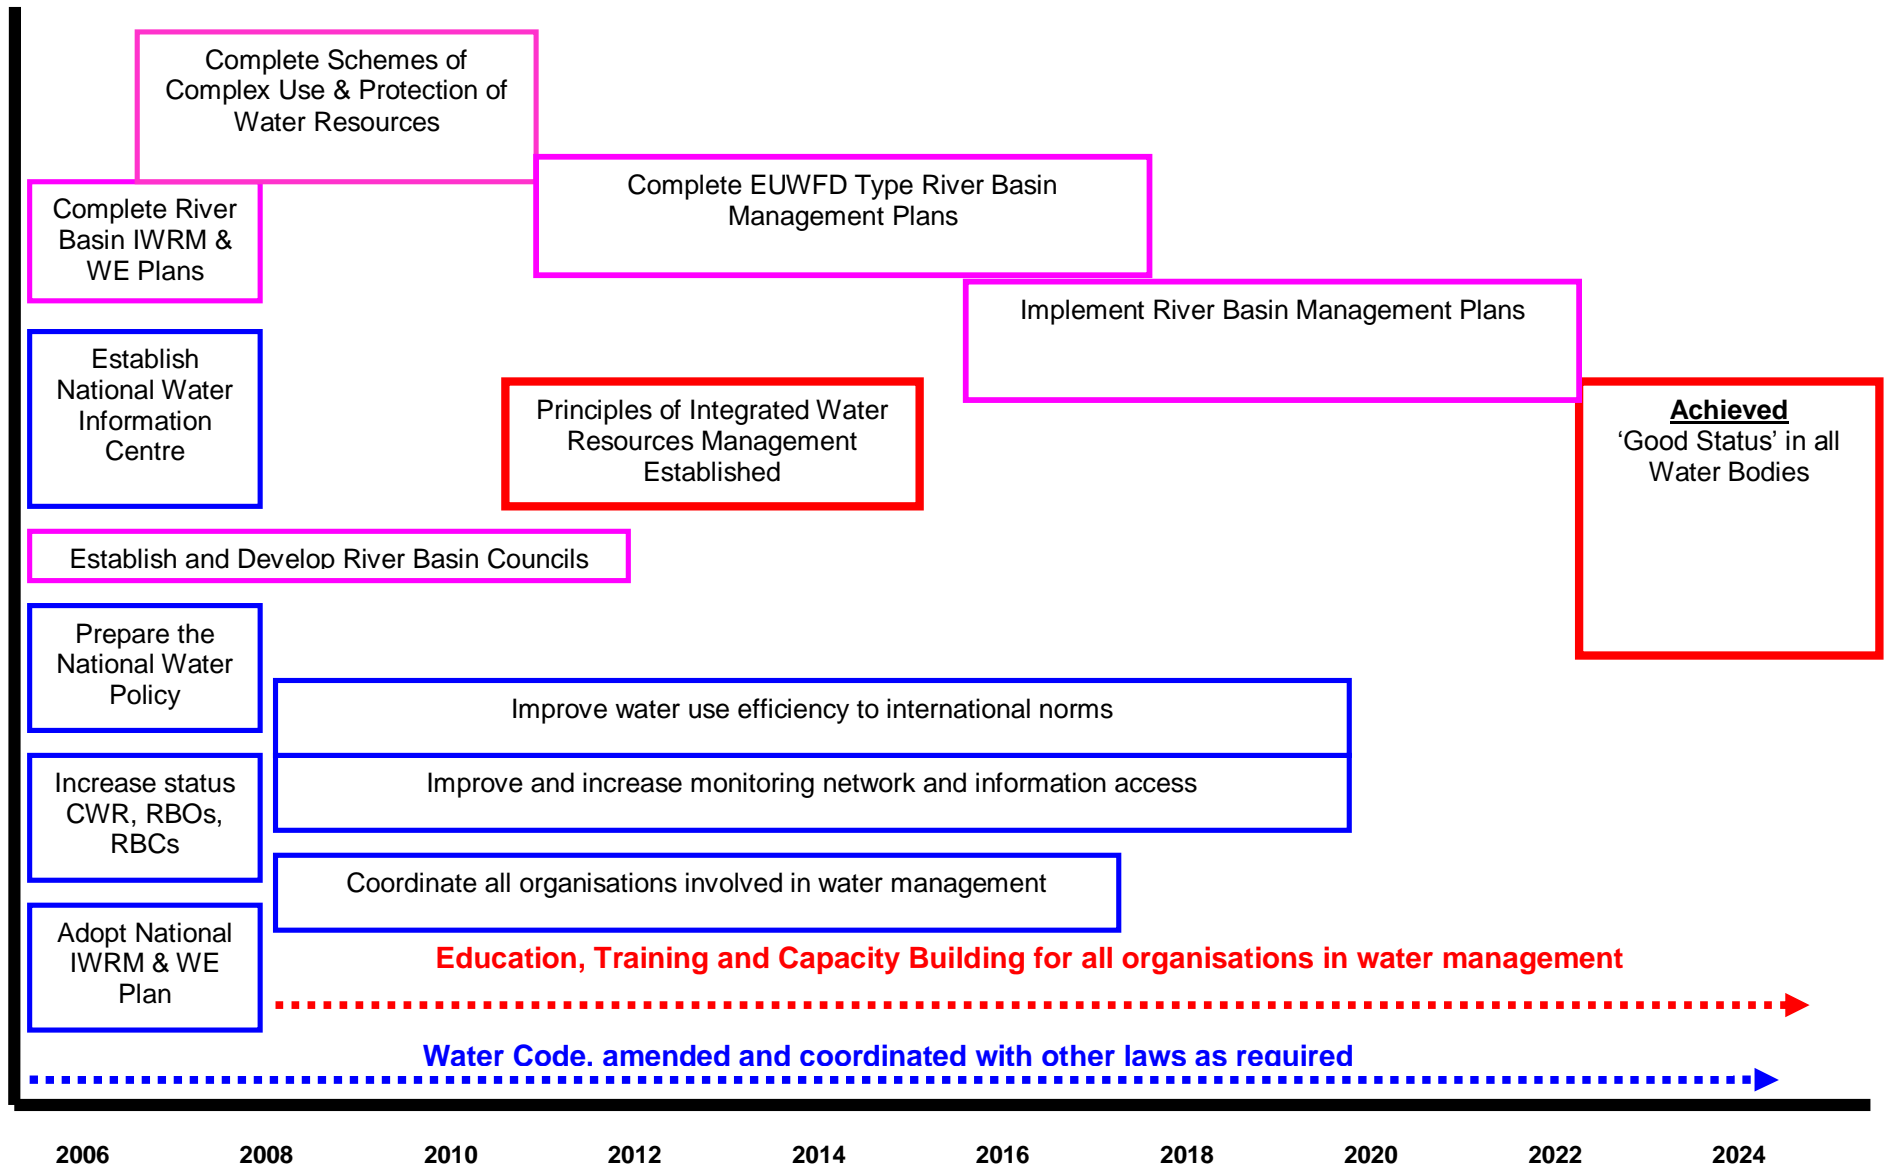 Complete Schemes of
Complex Use & Protection of
Water Resources
Complete EUWFD Type River Basin
Management Plans
Complete River
Basin IWRM &
WE Plans
Implement River Basin Management Plans
Establish
National Water
Information
Centre
Principles of Integrated Water
Resources Management
Established
Achieved
‘Good Status’ in all
Water Bodies
Establish and Develop River Basin Councils
Prepare the
National Water
Policy
Improve water use efficiency to international norms
Increase status
CWR, RBOs,
RBCs
Improve and increase monitoring network and information access
Coordinate all organisations involved in water management
Adopt National
IWRM & WE
Plan
Education, Training and Capacity Building for all organisations in water management
Water Code, amended and coordinated with other laws as required
2006 2008 2010 2012 2014 2016 2018 2020 2022 2024